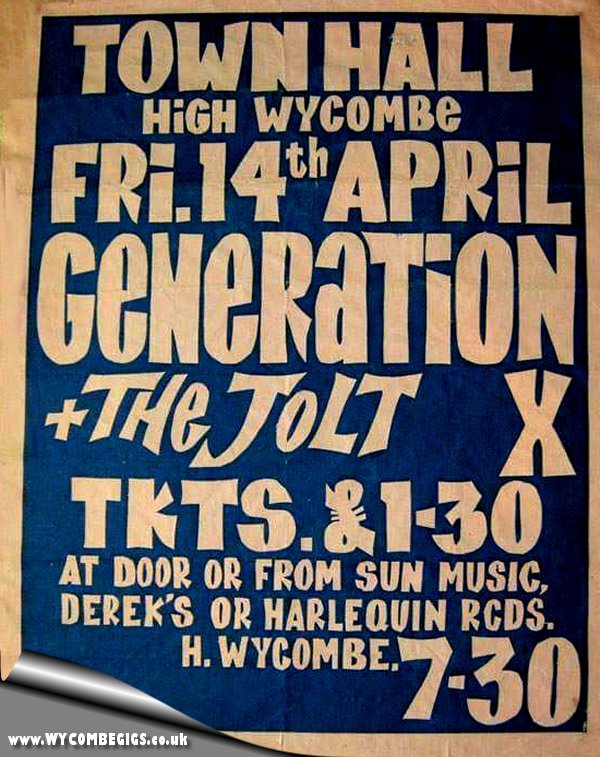 TOWN HALL
HiGH WYCOMBe
FRi. 14th APRiL
GeNeRaTiON
+ THe JOLT X
TKTS. £1-30
AT DOOR OR FROM SUN MUSIC,
DEREK'S OR HARLEQUIN RCDS.
H. WYCOMBE. 7-30
www.WYCOMBEGIGS.co.uk